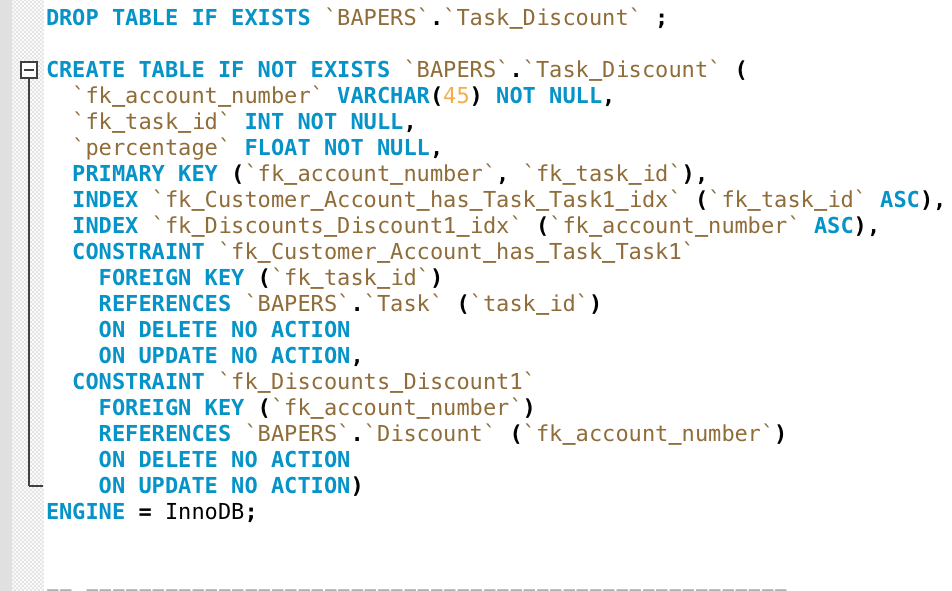 DROP TABLE IF EXISTS `BAPERS`.`Task_Discount` ;
CREATE TABLE IF NOT EXISTS `BAPERS`.`Task_Discount` (
`fk_account_number` VARCHAR(45) NOT NULL,
`fk_task_id` INT NOT NULL,
`percentage` FLOAT NOT NULL,
PRIMARY KEY (`fk_account_number`, `fk_task_id`),
INDEX `fk_Customer_Account_has_Task_Task1_idx` (`fk_task_id` ASC),
INDEX `fk_Discounts_Discount1_idx` (`fk_account_number` ASC),
CONSTRAINT `fk_Customer_Account_has_Task_Task1`
FOREIGN KEY (`fk_task_id`)
REFERENCES `BAPERS`.`Task` (`task_id`)
ON DELETE NO ACTION
ON UPDATE NO ACTION,
CONSTRAINT `fk_Discounts_Discount1`
FOREIGN KEY (`fk_account_number`)
REFERENCES `BAPERS`.`Discount` (`fk_account_number`)
ON DELETE NO ACTION
ON UPDATE NO ACTION)
ENGINE = InnoDB;
-- -----------------------------------------------------